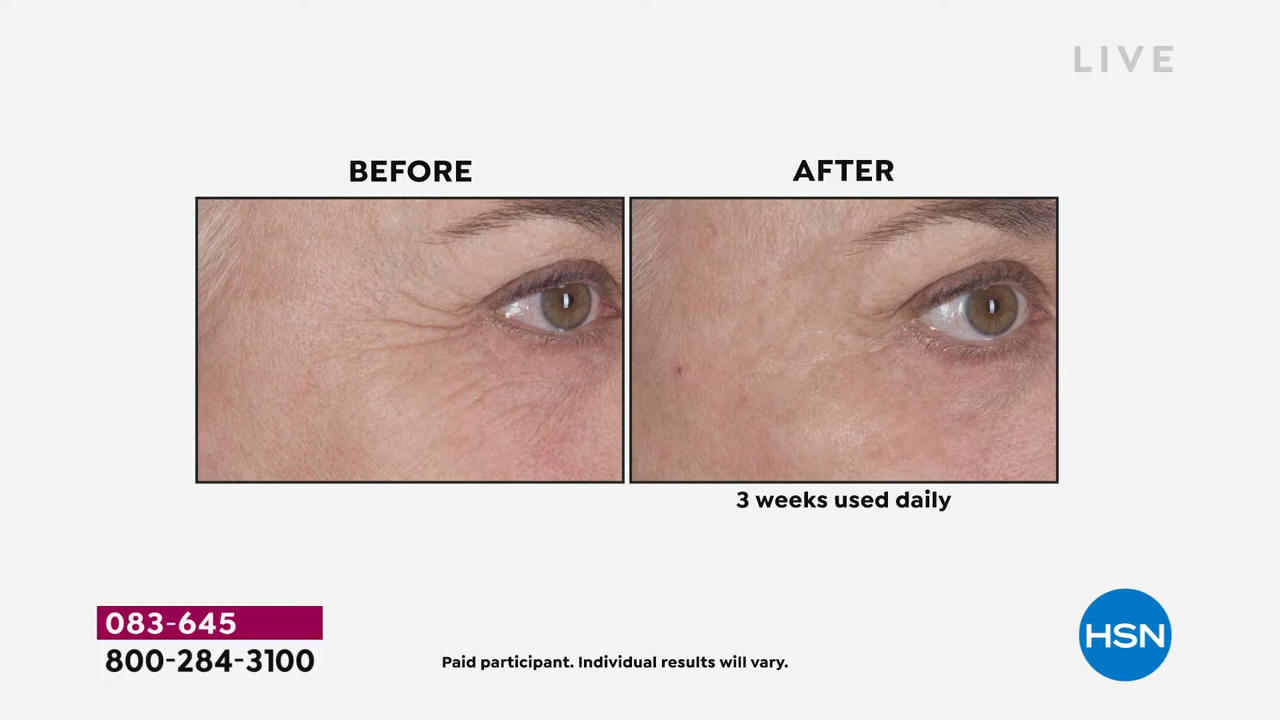 LIVE
BEFORE
AFTER
3 weeks used daily
083-645
800-284-3100
Paid participant. Individual results will vary.
HSN